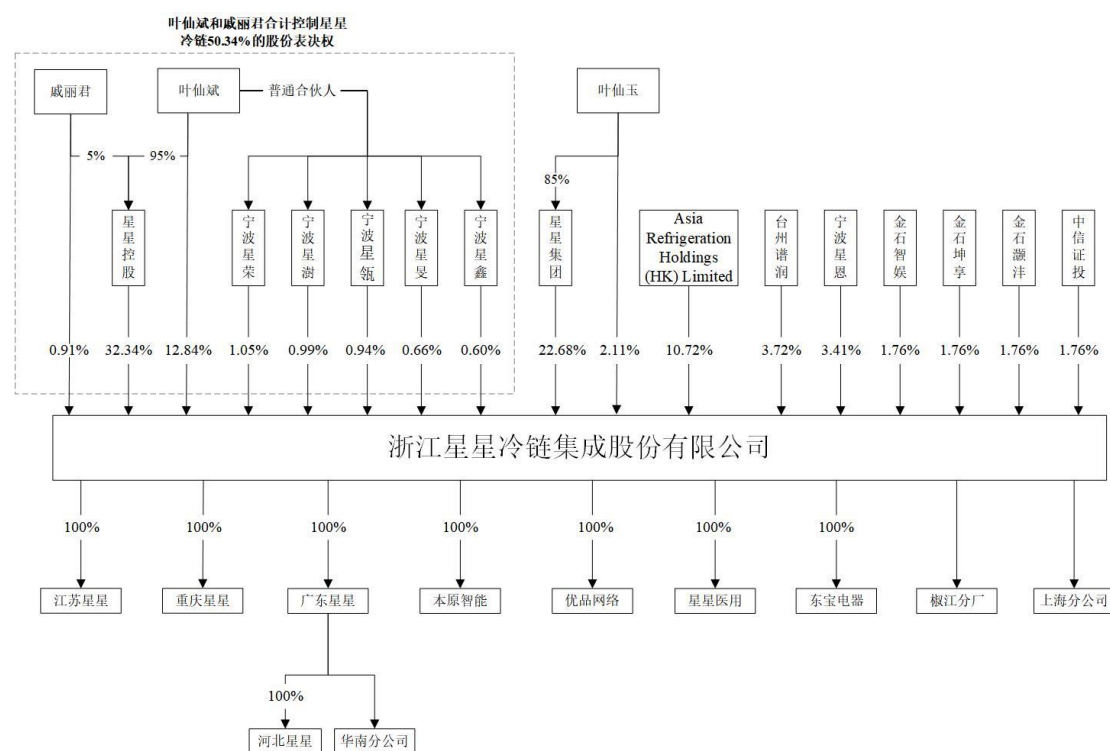 叶仙斌和戚丽君合计控制星星
冷链50.34%的股份表决权
戚丽君
叶仙斌
普通合伙人
叶仙玉
5%
95%
85%
星星控股
宁波星荣
宁波星澍
宁波星瓴
宁波星旻
宁波星鑫
星星集团
Asia
Refrigeration
Holdings
(HK) Limited
台州谱润
宁波星恩
金石智娱
金石坤享
金石灏沣
中信证投
0.91%
32.34%
12.84%
1.05%
0.99%
0.94%
0.66%
0.60%
22.68%
2.11%
10.72%
3.72%
3.41%
1.76%
1.76%
1.76%
1.76%
浙江星星冷链集成股份有限公司
100%
100%
100%
100%
100%
100%
100%
江苏星星
重庆星星
广东星星
本原智能
优品网络
星星医用
东宝电器
椒江分厂
上海分公司
100%
河北星星
华南分公司